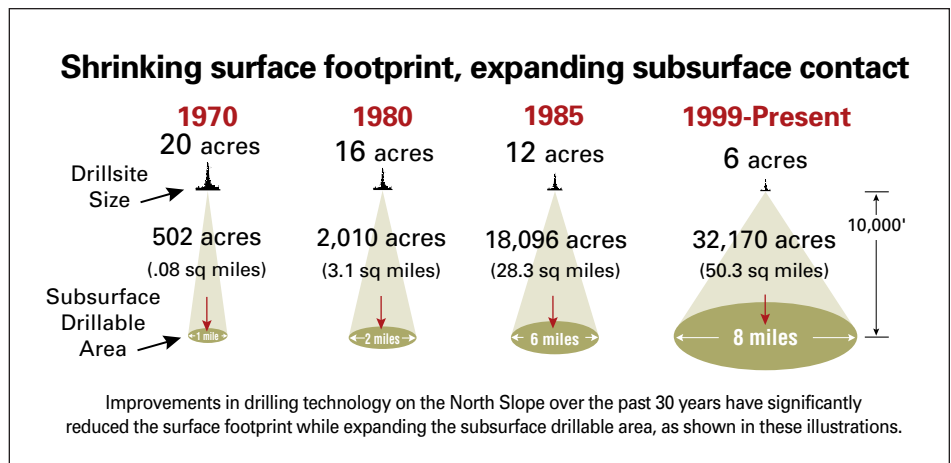 Shrinking surface footprint, expanding subsurface contact
1970
20 acres
1980
16 acres
1985
12 acres
1999-Present
6 acres
Drillsite
Size
10,000'
502 acres
(.08 sq miles)
2,010 acres
(3.1 sq miles)
18,096 acres
(28.3 sq miles)
32,170 acres
(50.3 sq miles)
Subsurface
Drillable
Area
1 mile
2 miles
6 miles
8 miles
Improvements in drilling technology on the North Slope over the past 30 years have significantly
reduced the surface footprint while expanding the subsurface drillable area, as shown in these illustrations.